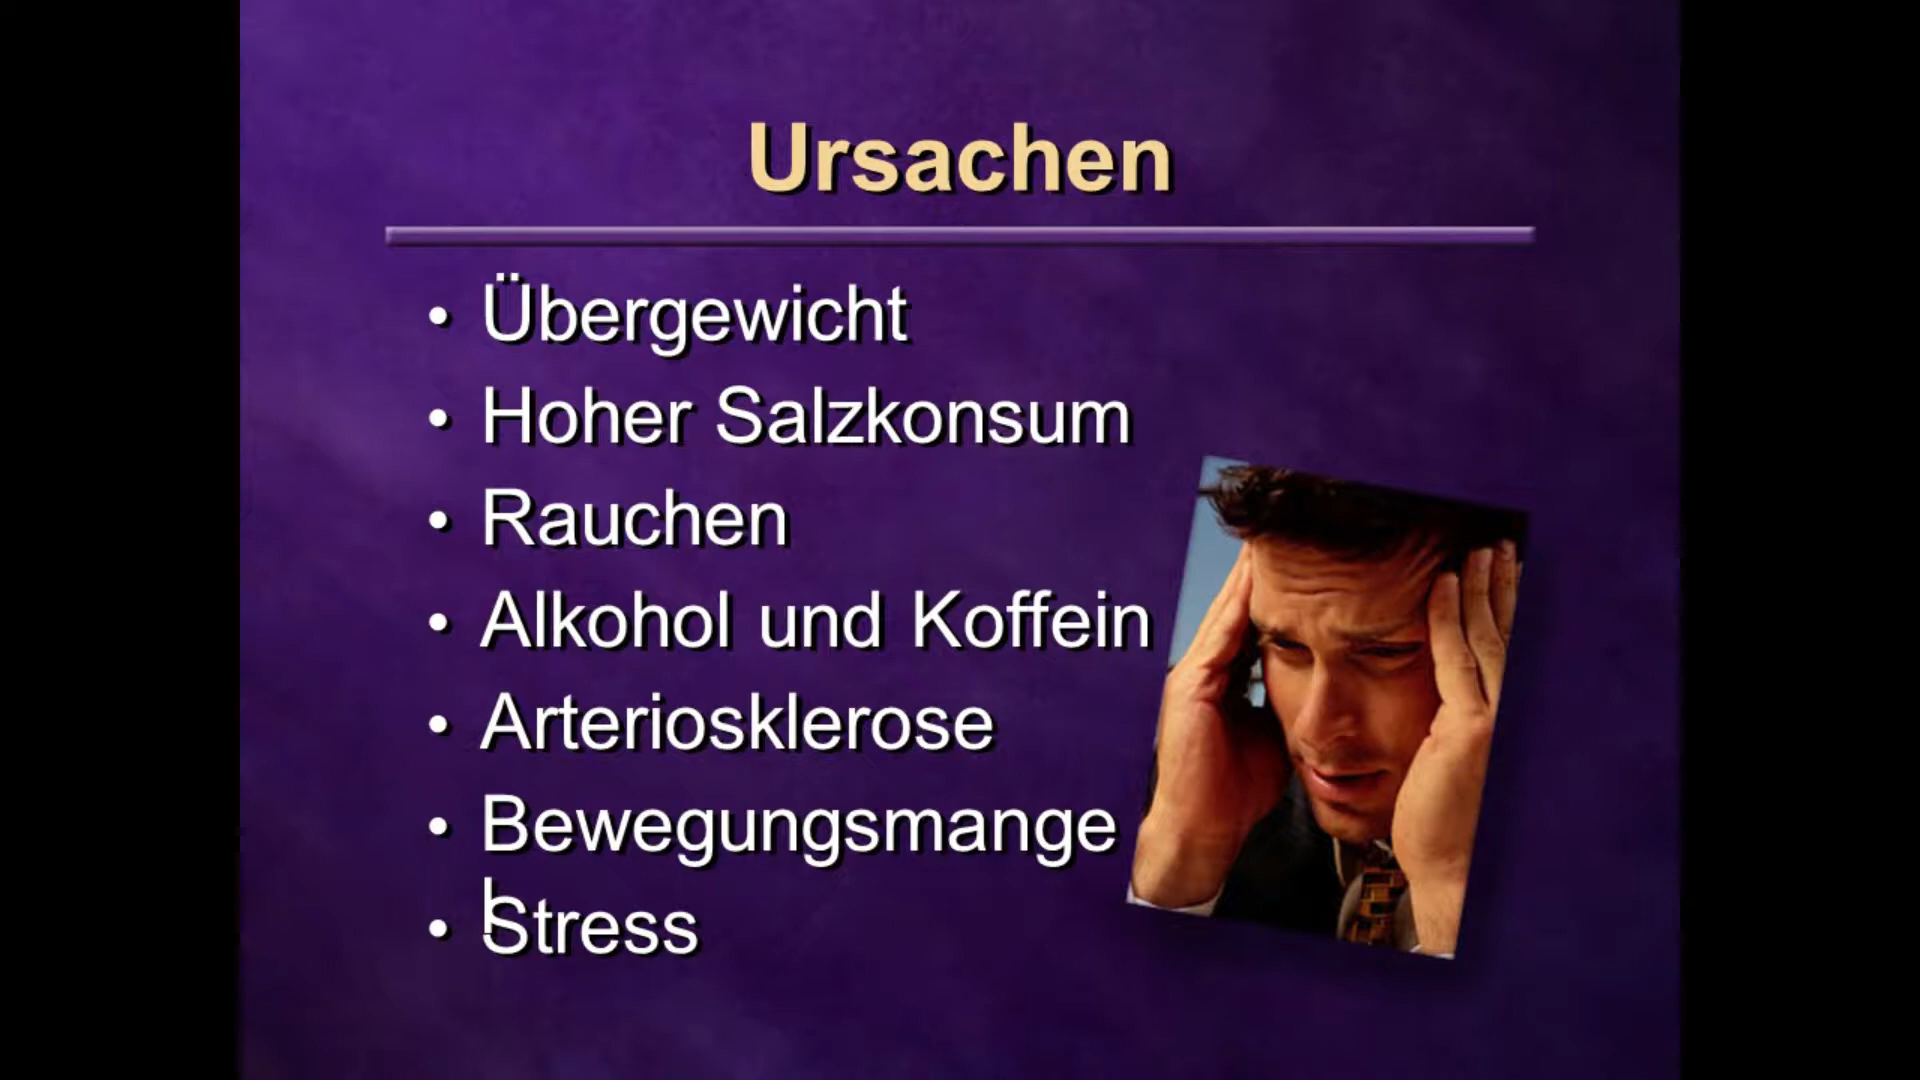 Ursachen
• Übergewicht
• Hoher Salzkonsum
• Rauchen
• Alkohol und Koffein
• Arteriosklerose
• Bewegungsmange
l
• Stress